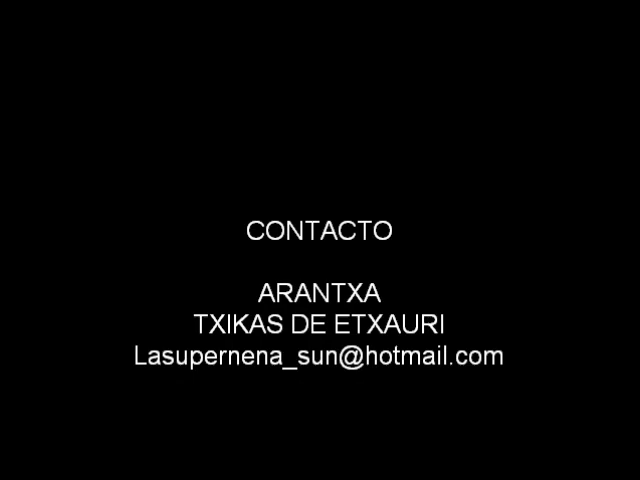 CONTACTO
ARANTXA
TXIKAS DE ETXAURI
Lasupernena_sun@hotmail.com